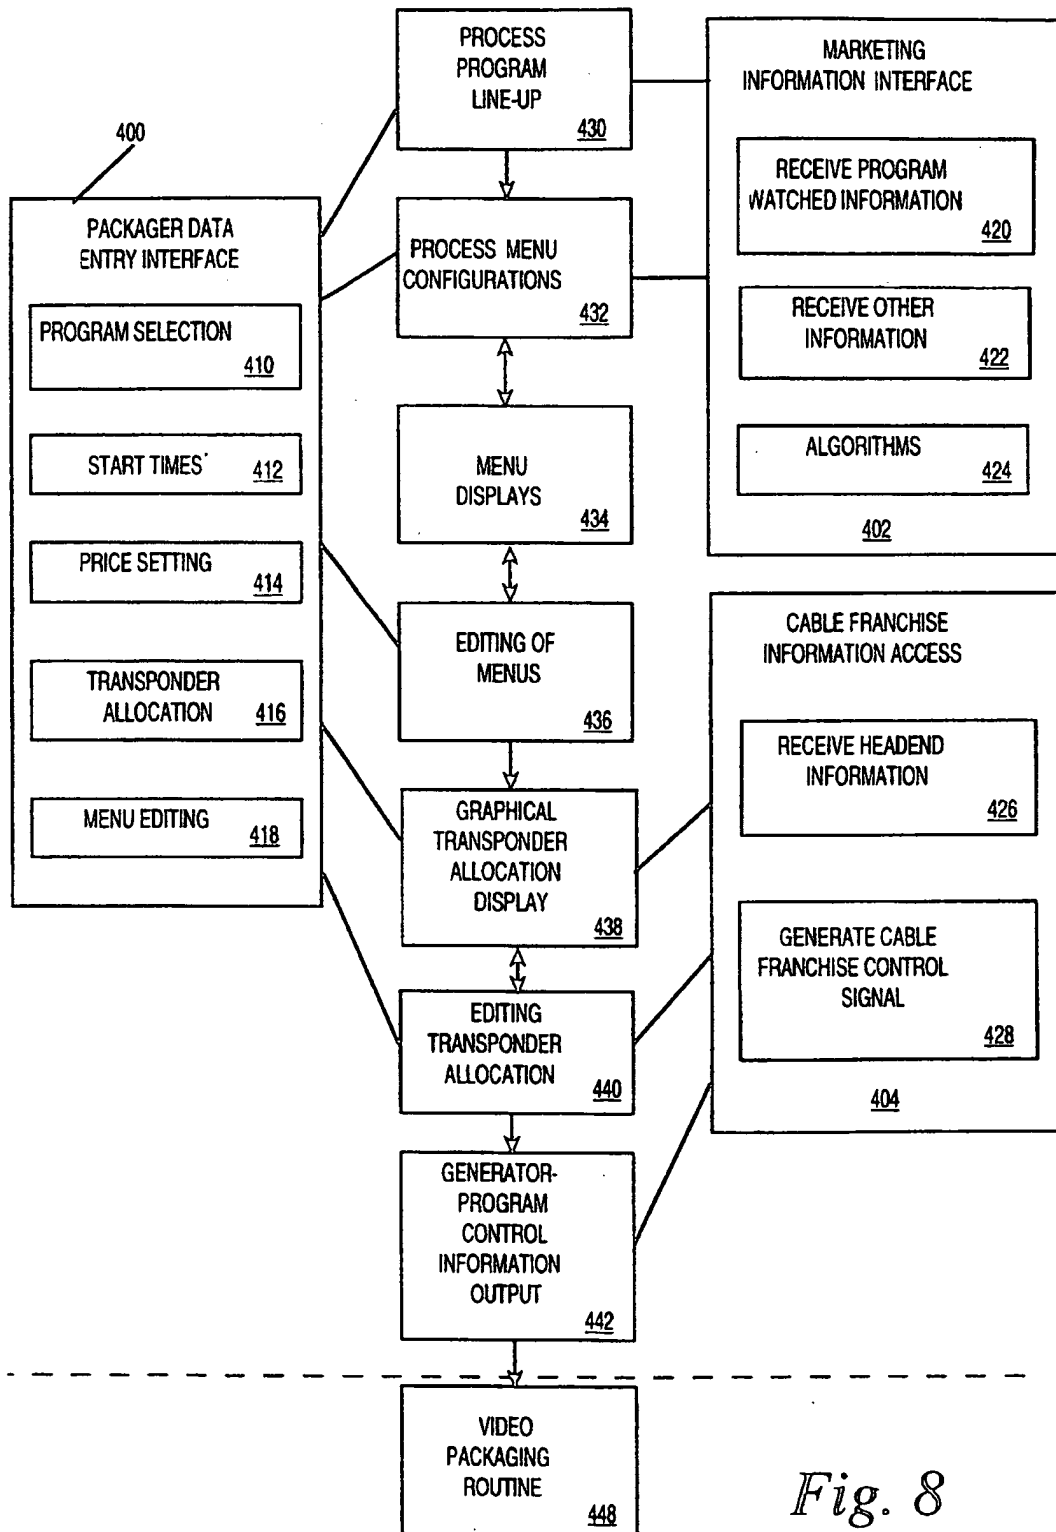 400
PACKAGER DATA
ENTRY INTERFACE
PROGRAM SELECTION
410
START TIMES
412
PRICE SETTING
414
TRANSPONDER
ALLOCATION
416
MENU EDITING
418
PROCESS
PROGRAM
LINE-UP
430
PROCESS MENU
CONFIGURATIONS
432
MENU
DISPLAYS
434
EDITING OF
MENUS
436
GRAPHICAL
TRANSPONDER
ALLOCATION
DISPLAY
438
EDITING
TRANSPONDER
ALLOCATION
440
GENERATOR-
PROGRAM
CONTROL
INFORMATION
OUTPUT
442
VIDEO
PACKAGING
ROUTINE
448
MARKETING
INFORMATION INTERFACE
RECEIVE PROGRAM
WATCHED INFORMATION
420
RECEIVE OTHER
INFORMATION
422
ALGORITHMS
424
402
CABLE FRANCHISE
INFORMATION ACCESS
RECEIVE HEADEND
INFORMATION
426
GENERATE CABLE
FRANCHISE CONTROL
SIGNAL
428
404
Fig. 8